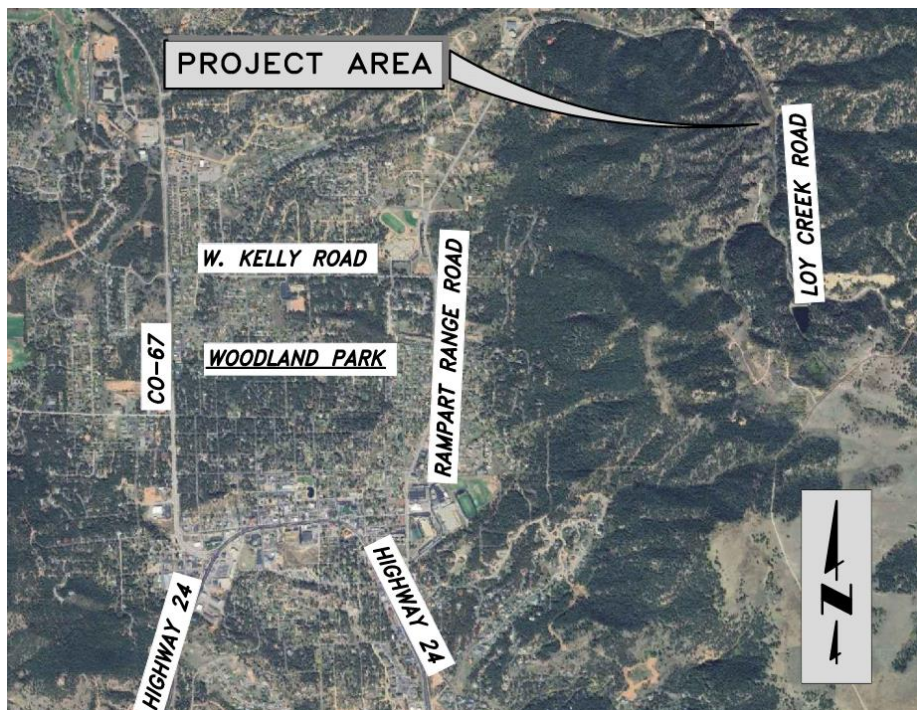 PROJECT AREA
LOY CREEK ROAD
W. KELLY ROAD
RAMPART RANGE ROAD
CO-67
WOODLAND PARK
HIGHWAY 24
HIGHWAY 24
N